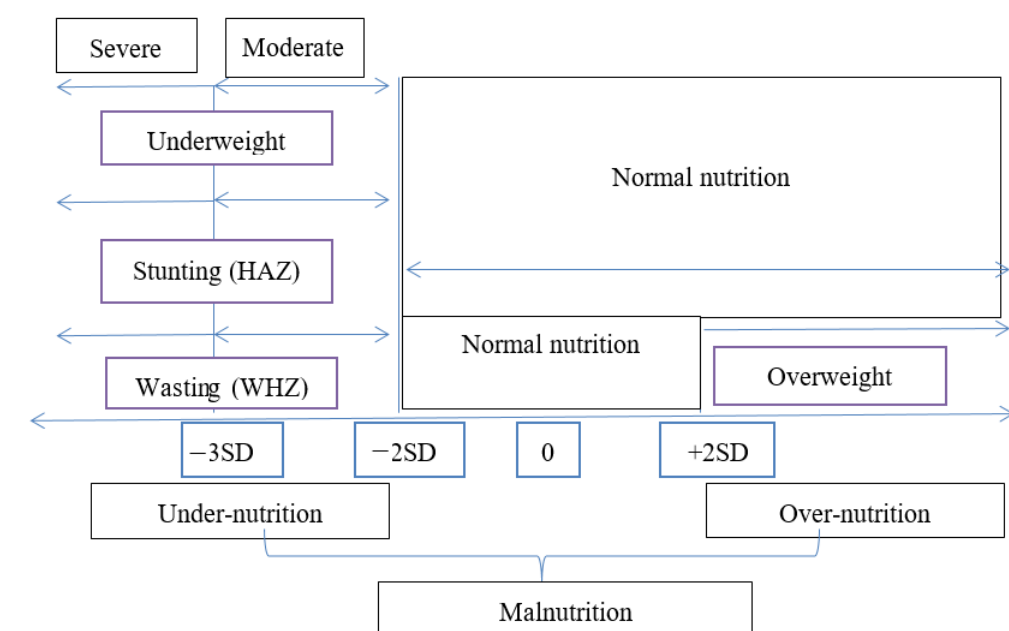 Severe
Moderate
Underweight
Normal nutrition
Stunting (HAZ)
Normal nutrition
Overweight
Wasting (WHZ)
−3SD
−2SD
0
+2SD
Under-nutrition
Over-nutrition
Malnutrition